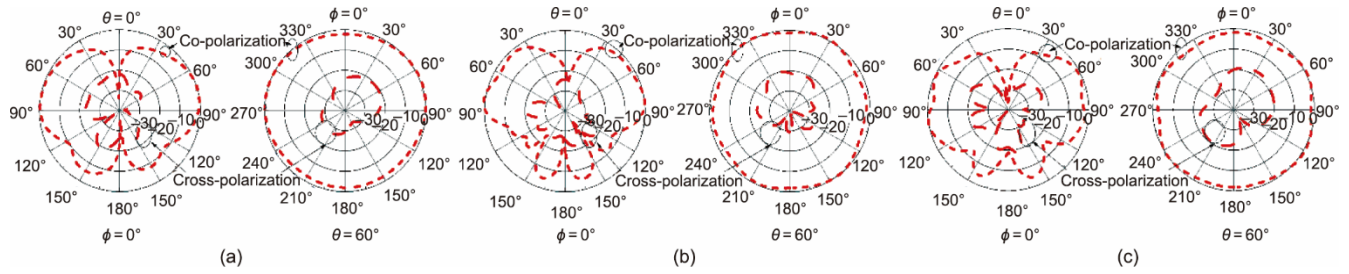 θ = 0°
30° 30°
Co-polarization
60° 60°
90° 90°
−30
−20
−10
0
120° 120°
Cross-polarization
150° 150°
180°
ϕ = 0°
ϕ = 0°
330° 30°
300° 60°
270° 90°
−30
−20
−10
0
240° 120°
210° 150°
180°
θ = 60°
(a)
θ = 0°
30° 30°
Co-polarization
60° 60°
90° 90°
−30
−20
−10
0
120° 120°
Cross-polarization
150° 150°
180°
ϕ = 0°
ϕ = 0°
330° 30°
300° 60°
270° 90°
−30
−20
−10
0
240° 120°
210° 150°
180°
θ = 60°
(b)
θ = 0°
30° 30°
Co-polarization
60° 60°
90° 90°
−30
−20
−10
0
120° 120°
Cross-polarization
150° 150°
180°
ϕ = 0°
ϕ = 0°
330° 30°
300° 60°
270° 90°
−30
−20
−10
0
240° 120°
210° 150°
180°
θ = 60°
(c)